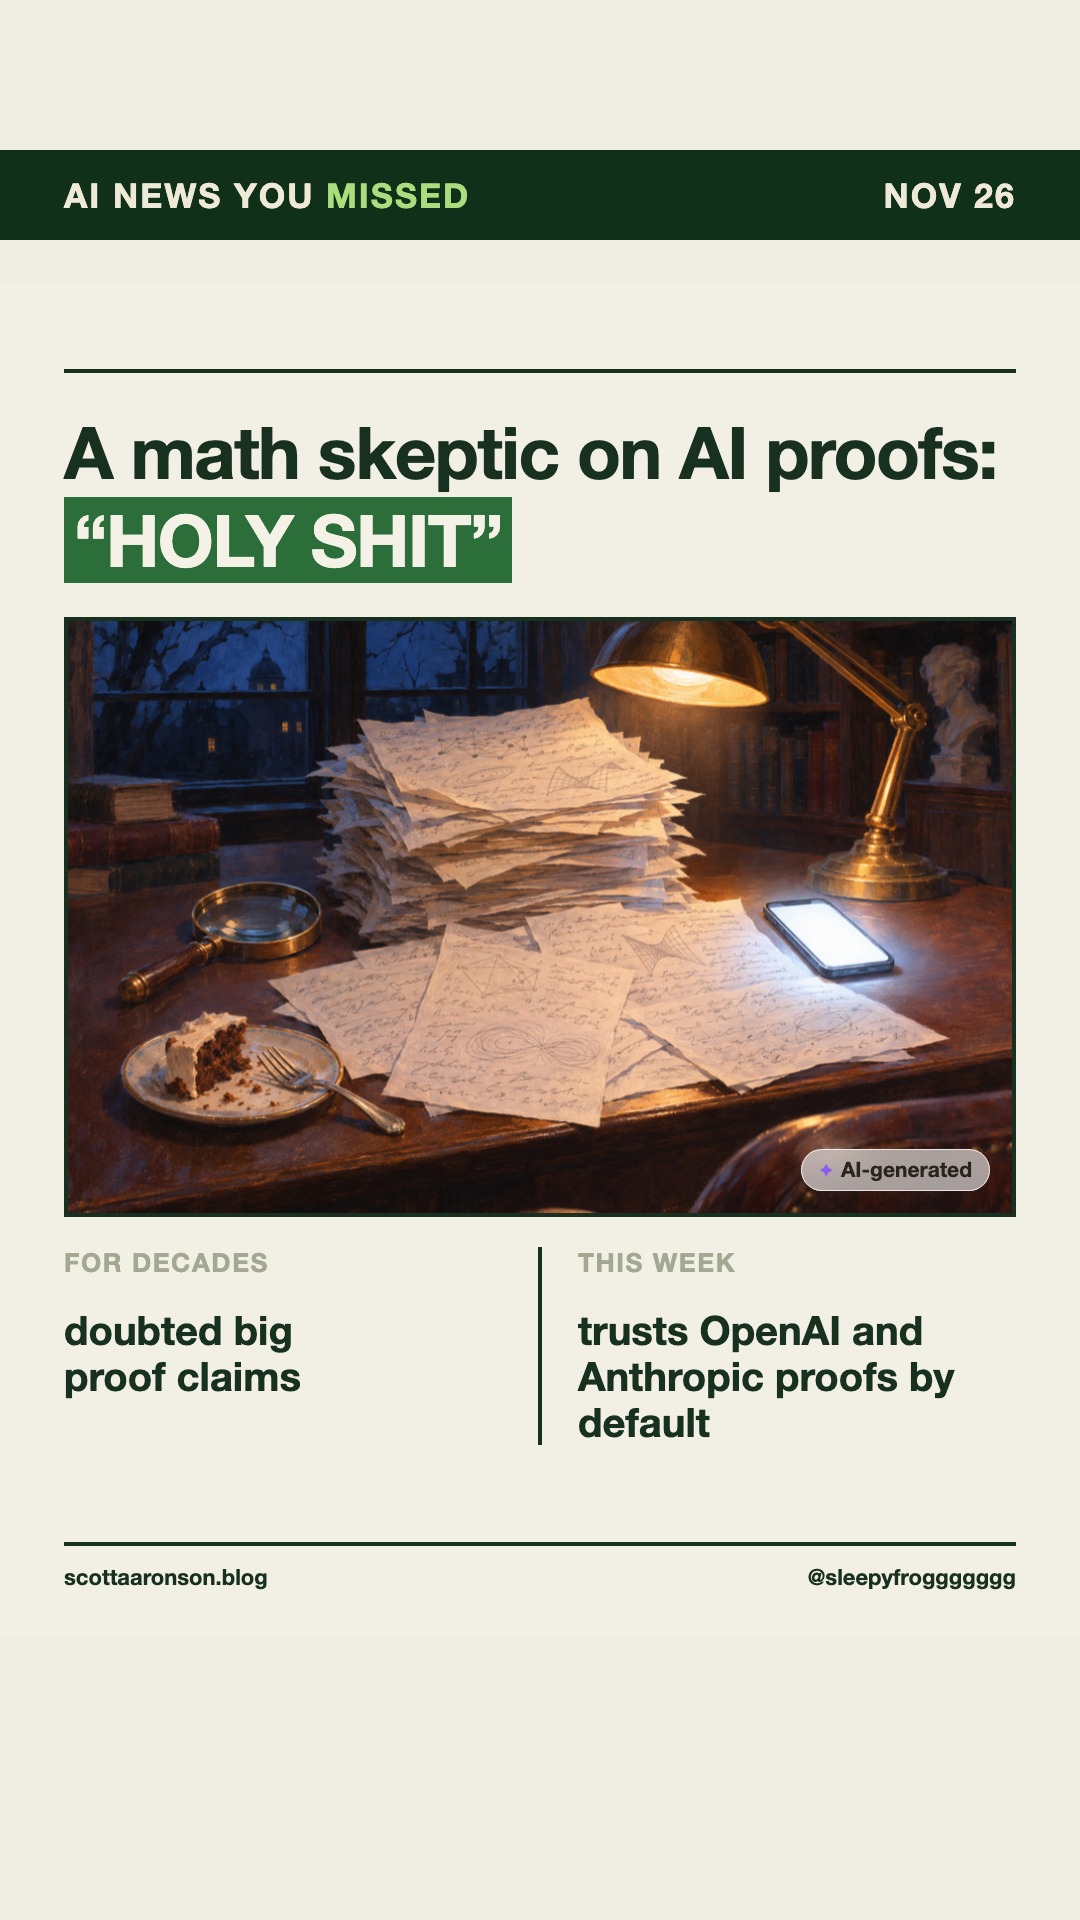 AI NEWS YOU MISSED
NOV 26
A math skeptic on AI proofs:
“HOLY SHIT”
AI-generated
FOR DECADES
doubted big
proof claims
THIS WEEK
trusts OpenAI and
Anthropic proofs by
default
scottaaronson.blog
@sleepyfrogggggggg